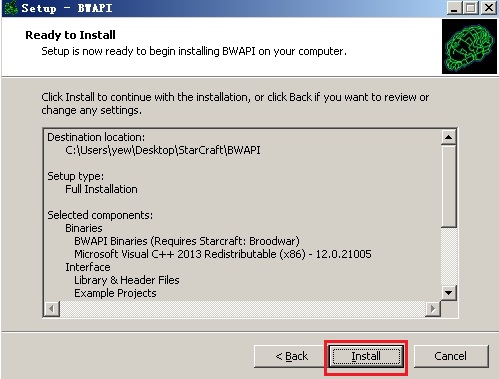 Setup - BWAPI
Ready to Install
Setup is now ready to begin installing BWAPI on your computer.
Click Install to continue with the installation, or click Back if you want to review or
change any settings.
Destination location:
C:\Users\yew\Desktop\StarCraft\BWAPI
Setup type:
Full Installation
Selected components:
Binaries
BWAPI Binaries (Requires Starcraft: Broodwar)
Microsoft Visual C++ 2013 Redistributable (x86) - 12.0.21005
Interface
Library & Header Files
Example Projects
< Back
Install
Cancel